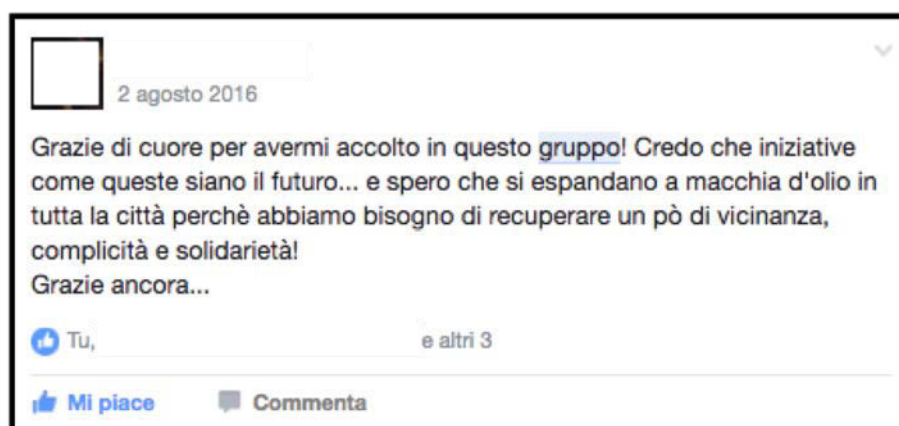 2 agosto 2016
Grazie di cuore per avermi accolto in questo gruppo! Credo che iniziative
come queste siano il futuro... e spero che si espandano a macchia d'olio in
tutta la città perchè abbiamo bisogno di recuperare un pò di vicinanza,
complicità e solidarietà!
Grazie ancora...
Tu, e altri 3
Mi piace Commenta